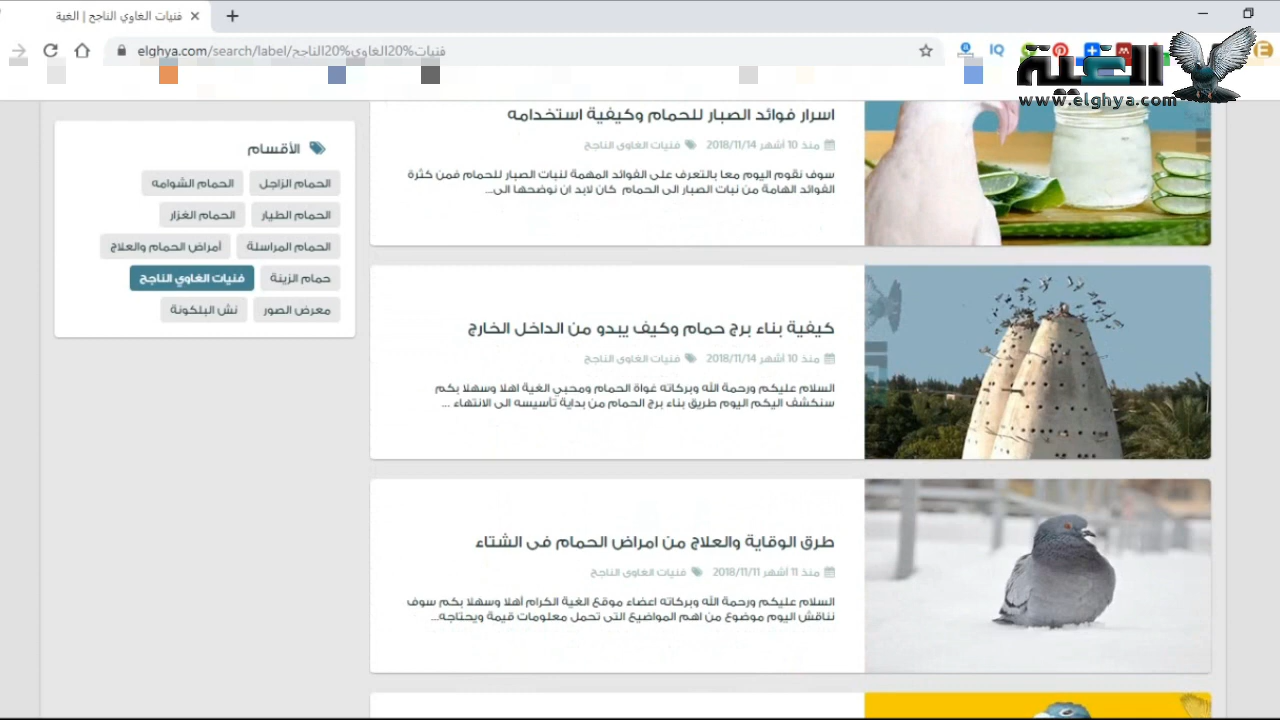 فنيات الغاوي الناجح | الغية
elghya.com/search/label/فنيات%20الغاوي%20الناجح
IQ
E
الغية
www.elghya.com
اسرار فوائد الصبار للحمام وكيفية استخدامه
منذ 10 أشهر 2018/11/14 فنيات الغاوي الناجح
سوف نقوم اليوم معا بالتعرف على الفوائد المهمة لنبات الصبار للحمام فمن كثرة
الفوائد الهامة من نبات الصبار الى الحمام كان لابد ان نوضحها الى...
كيفية بناء برج حمام وكيف يبدو من الداخل الخارج
منذ 10 أشهر 2018/11/14 فنيات الغاوي الناجح
السلام عليكم ورحمة الله وبركاته غواة الحمام ومحبي الغية اهلا وسهلا بكم
سنكشف اليكم اليوم طريق بناء برج الحمام من بداية تأسيسه الى الانتهاء ...
طرق الوقاية والعلاج من امراض الحمام فى الشتاء
منذ 11 أشهر 2018/11/11 فنيات الغاوي الناجح
السلام عليكم ورحمة الله وبركاته اعضاء موقع الغية الكرام أهلا وسهلا بكم سوف
نناقش اليوم موضوع من اهم المواضيع التى تحمل معلومات قيمة ويحتاجه...
الأقسام
الحمام الزاجل
الحمام الشوامه
الحمام الطيار
الحمام الغزار
الحمام المراسلة
أمراض الحمام والعلاج
حمام الزينة
فنيات الغاوي الناجح
معرض الصور
نش البلكونة